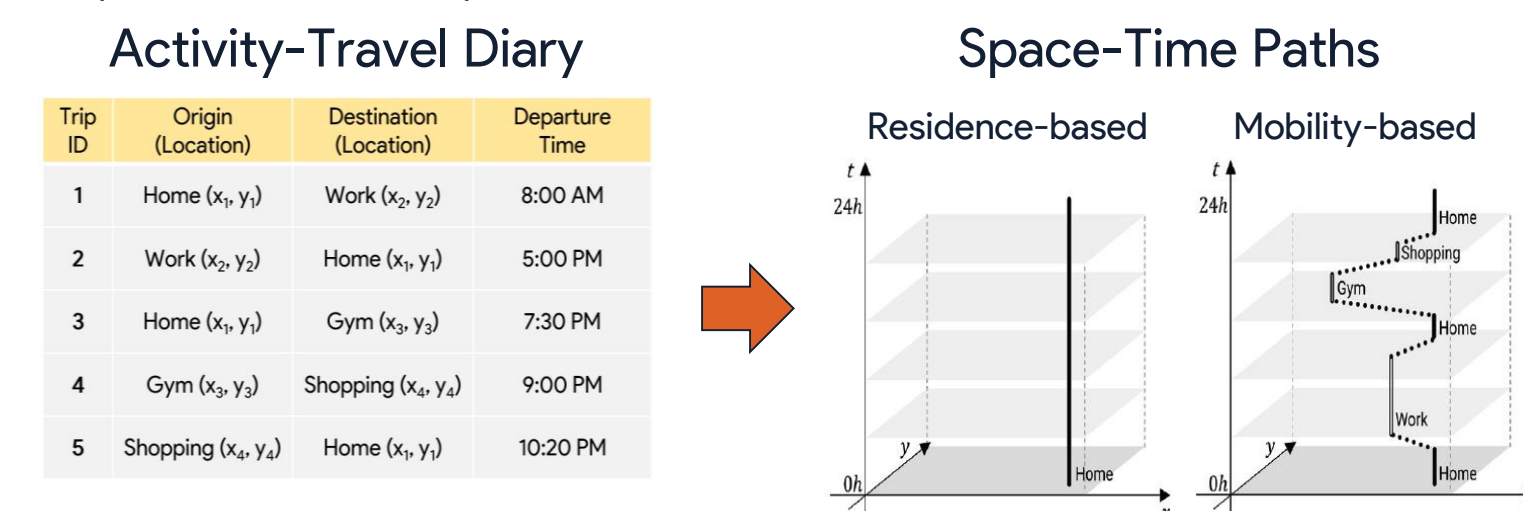 Activity-Travel Diary
Trip ID
Origin (Location)
Destination (Location)
Departure Time
1 Home (x₁, y₁) Work (x₂, y₂) 8:00 AM
2 Work (x₂, y₂) Home (x₁, y₁) 5:00 PM
3 Home (x₁, y₁) Gym (x₃, y₃) 7:30 PM
4 Gym (x₃, y₃) Shopping (x₄, y₄) 9:00 PM
5 Shopping (x₄, y₄) Home (x₁, y₁) 10:20 PM
Space-Time Paths
Residence-based
t
24h
y
0h
Home
Mobility-based
t
24h
Home
Shopping
Gym
Home
Work
y
Home
0h